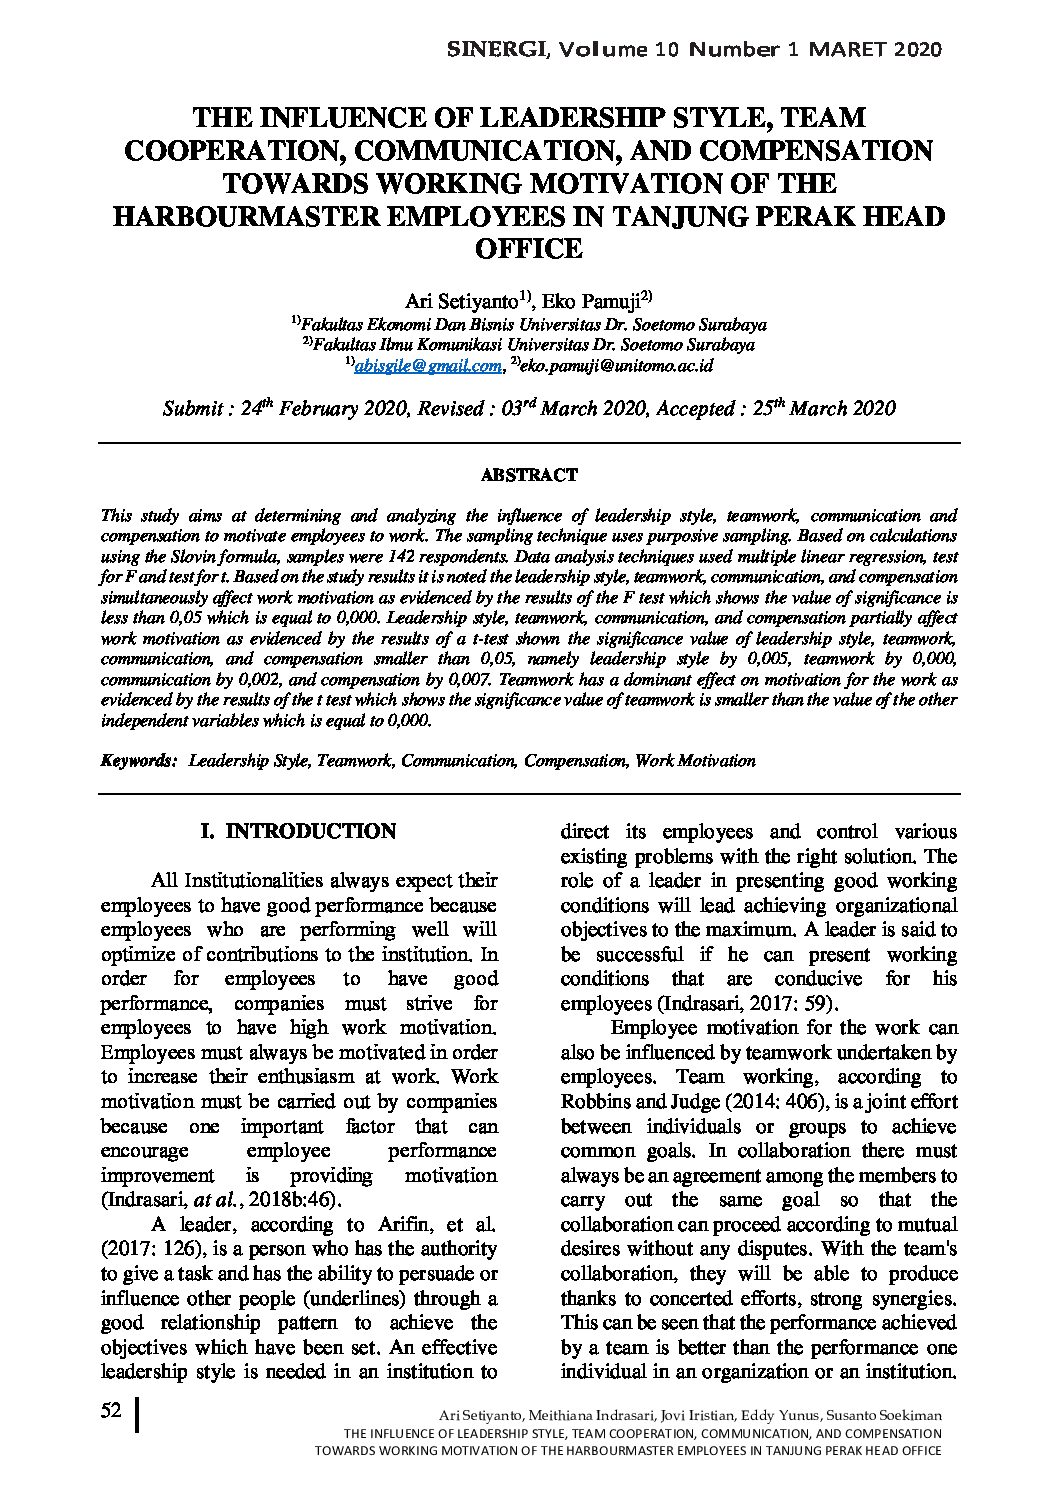 SINERGI, Volume 10 Number 1 MARET 2020
THE INFLUENCE OF LEADERSHIP STYLE, TEAM
COOPERATION, COMMUNICATION, AND COMPENSATION
TOWARDS WORKING MOTIVATION OF THE
HARBOURMASTER EMPLOYEES IN TANJUNG PERAK HEAD
OFFICE
Ari Setiyanto1), Eko Pamuji2)
1)Fakultas Ekonomi Dan Bisnis Universitas Dr. Soetomo Surabaya
2)Fakultas Ilmu Komunikasi Universitas Dr. Soetomo Surabaya
1)abisgile@gmail.com, 2)eko.pamuji@unitomo.ac.id
Submit : 24th February 2020, Revised : 03rd March 2020, Accepted : 25th March 2020
ABSTRACT
This study aims at determining and analyzing the influence of leadership style, teamwork, communication and
compensation to motivate employees to work. The sampling technique uses purposive sampling. Based on calculations
using the Slovin formula, samples were 142 respondents. Data analysis techniques used multiple linear regression, test
for F and test for t. Based on the study results it is noted the leadership style, teamwork, communication, and compensation
simultaneously affect work motivation as evidenced by the results of the F test which shows the value of significance is
less than 0,05 which is equal to 0,000. Leadership style, teamwork, communication, and compensation partially affect
work motivation as evidenced by the results of a t-test shown the significance value of leadership style, teamwork,
communication, and compensation smaller than 0,05, namely leadership style by 0,005, teamwork by 0,000,
communication by 0,002, and compensation by 0,007. Teamwork has a dominant effect on motivation for the work as
evidenced by the results of the t test which shows the significance value of teamwork is smaller than the value of the other
independent variables which is equal to 0,000.
Keywords: Leadership Style, Teamwork, Communication, Compensation, Work Motivation
I. INTRODUCTION
All Institutionalities always expect their
employees to have good performance because
employees who are performing well will
optimize of contributions to the institution. In
order for employees to have good
performance, companies must strive for
employees to have high work motivation.
Employees must always be motivated in order
to increase their enthusiasm at work. Work
motivation must be carried out by companies
because one important factor that can
encourage employee performance
improvement is providing motivation
(Indrasari, at al., 2018b:46).
A leader, according to Arifin, et al.
(2017: 126), is a person who has the authority
to give a task and has the ability to persuade or
influence other people (underlines) through a
good relationship pattern to achieve the
objectives which have been set. An effective
leadership style is needed in an institution to
direct its employees and control various
existing problems with the right solution. The
role of a leader in presenting good working
conditions will lead achieving organizational
objectives to the maximum. A leader is said to
be successful if he can present working
conditions that are conducive for his
employees (Indrasari, 2017: 59).
Employee motivation for the work can
also be influenced by teamwork undertaken by
employees. Team working, according to
Robbins and Judge (2014: 406), is a joint effort
between individuals or groups to achieve
common goals. In collaboration there must
always be an agreement among the members to
carry out the same goal so that the
collaboration can proceed according to mutual
desires without any disputes. With the team's
collaboration, they will be able to produce
thanks to concerted efforts, strong synergies.
This can be seen that the performance achieved
by a team is better than the performance one
individual in an organization or an institution.
52
Ari Setiyanto, Meithiana Indrasari, Jovi Iristian, Eddy Yunus, Susanto Soekiman
THE INFLUENCE OF LEADERSHIP STYLE, TEAM COOPERATION, COMMUNICATION, AND COMPENSATION
TOWARDS WORKING MOTIVATION OF THE HARBOURMASTER EMPLOYEES IN TANJUNG PERAK HEAD OFFICE